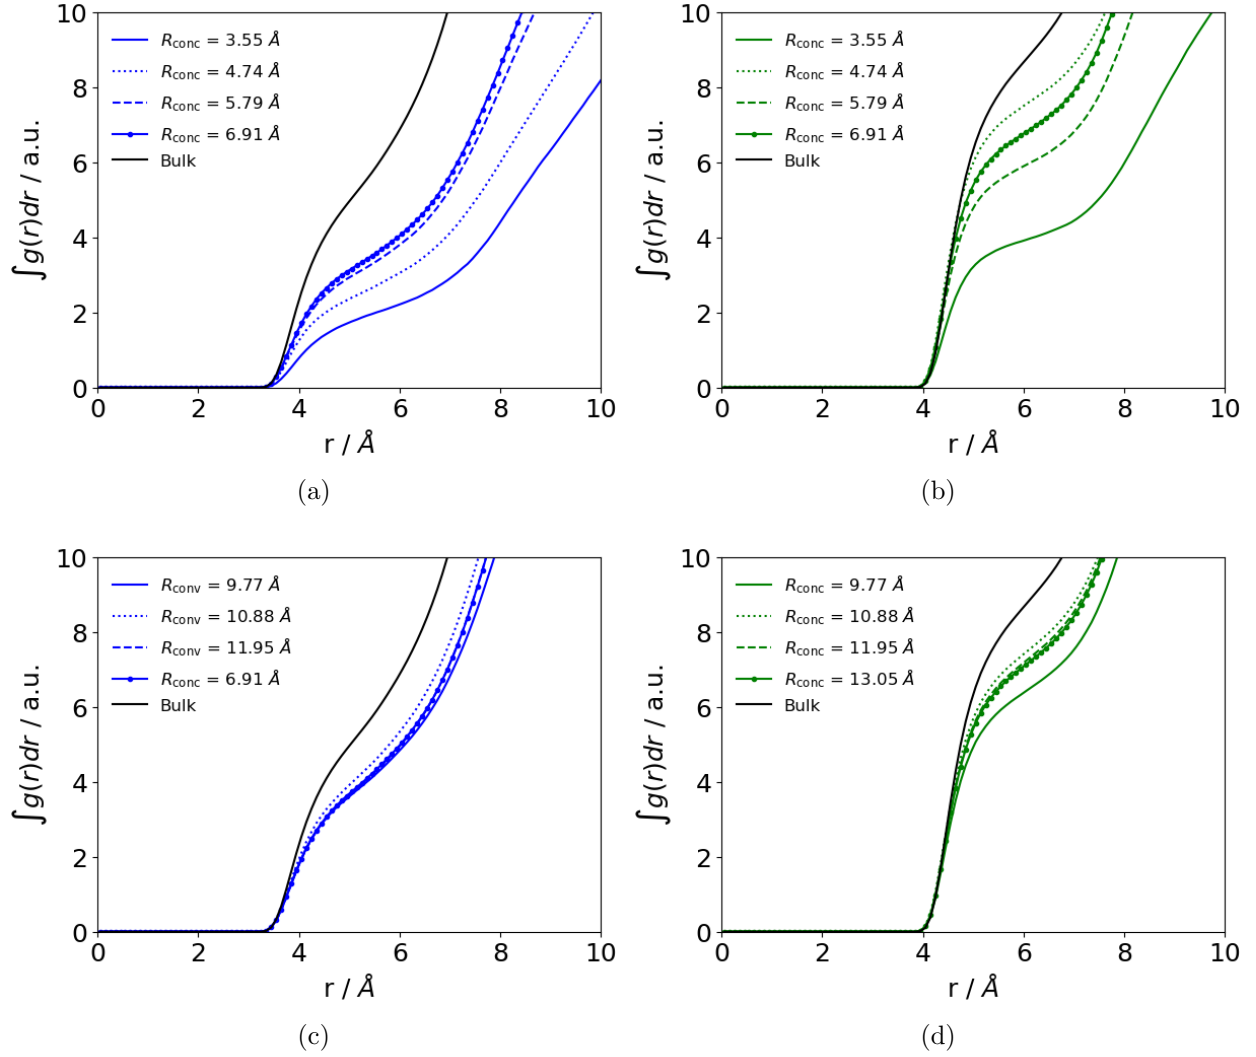 10
8
6
4
2
0
∫g(r)dr / a.u.
R_conc = 3.55 Å
R_conc = 4.74 Å
R_conc = 5.79 Å
R_conc = 6.91 Å
Bulk
0 2 4 6 8 10
r / Å
(a)
10
8
6
4
2
0
∫g(r)dr / a.u.
R_conc = 3.55 Å
R_conc = 4.74 Å
R_conc = 5.79 Å
R_conc = 6.91 Å
Bulk
0 2 4 6 8 10
r / Å
(b)
10
8
6
4
2
0
∫g(r)dr / a.u.
R_conv = 9.77 Å
R_conv = 10.88 Å
R_conv = 11.95 Å
R_conc = 6.91 Å
Bulk
0 2 4 6 8 10
r / Å
(c)
10
8
6
4
2
0
∫g(r)dr / a.u.
R_conc = 9.77 Å
R_conc = 10.88 Å
R_conc = 11.95 Å
R_conc = 13.05 Å
Bulk
0 2 4 6 8 10
r / Å
(d)